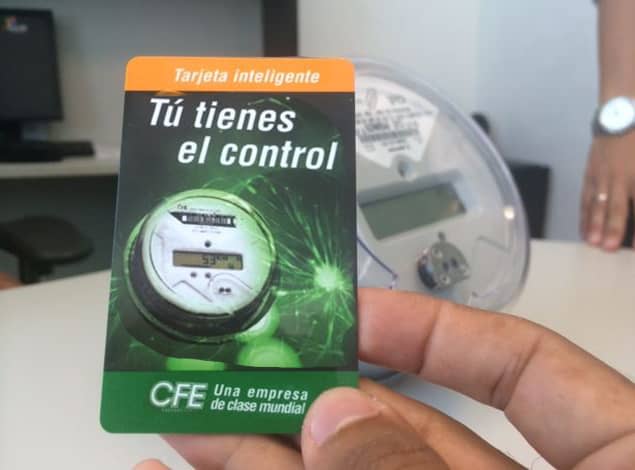 Tarjeta inteligente
Tú tienes
el control
CFE
Una empresa
de clase mundial